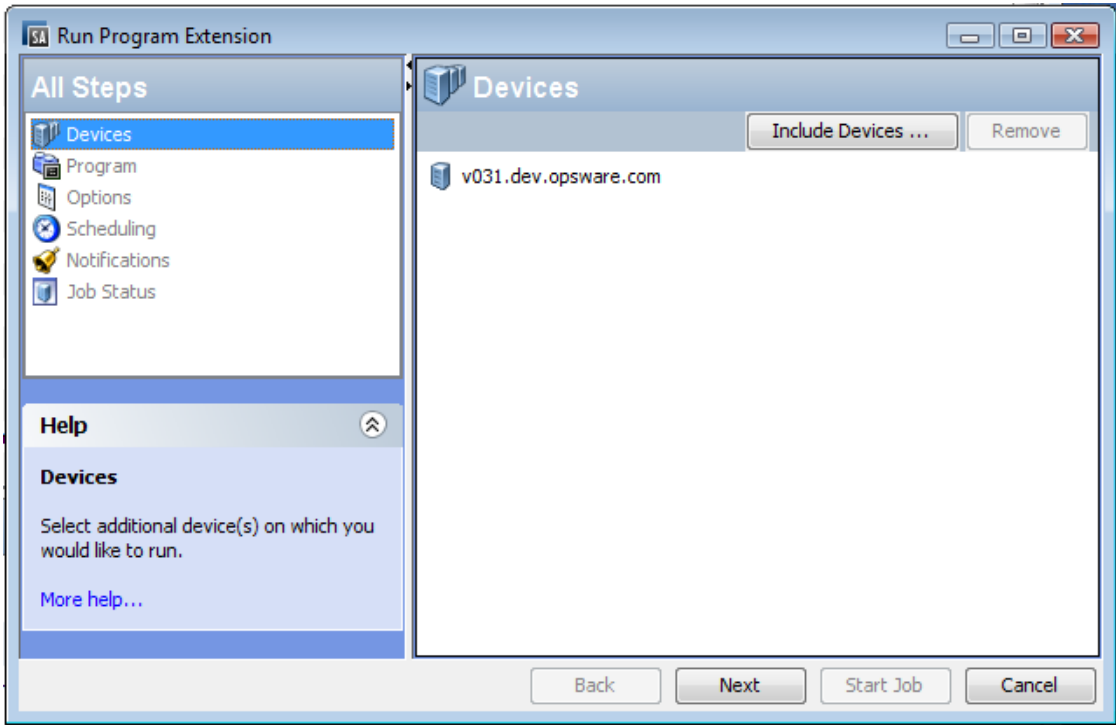 SA Run Program Extension
All Steps
Devices
Program
Options
Scheduling
Notifications
Job Status
Help
Devices
Select additional device(s) on which you
would like to run.
More help...
Devices
Include Devices ...
Remove
v031.dev.opsware.com
Back
Next
Start Job
Cancel